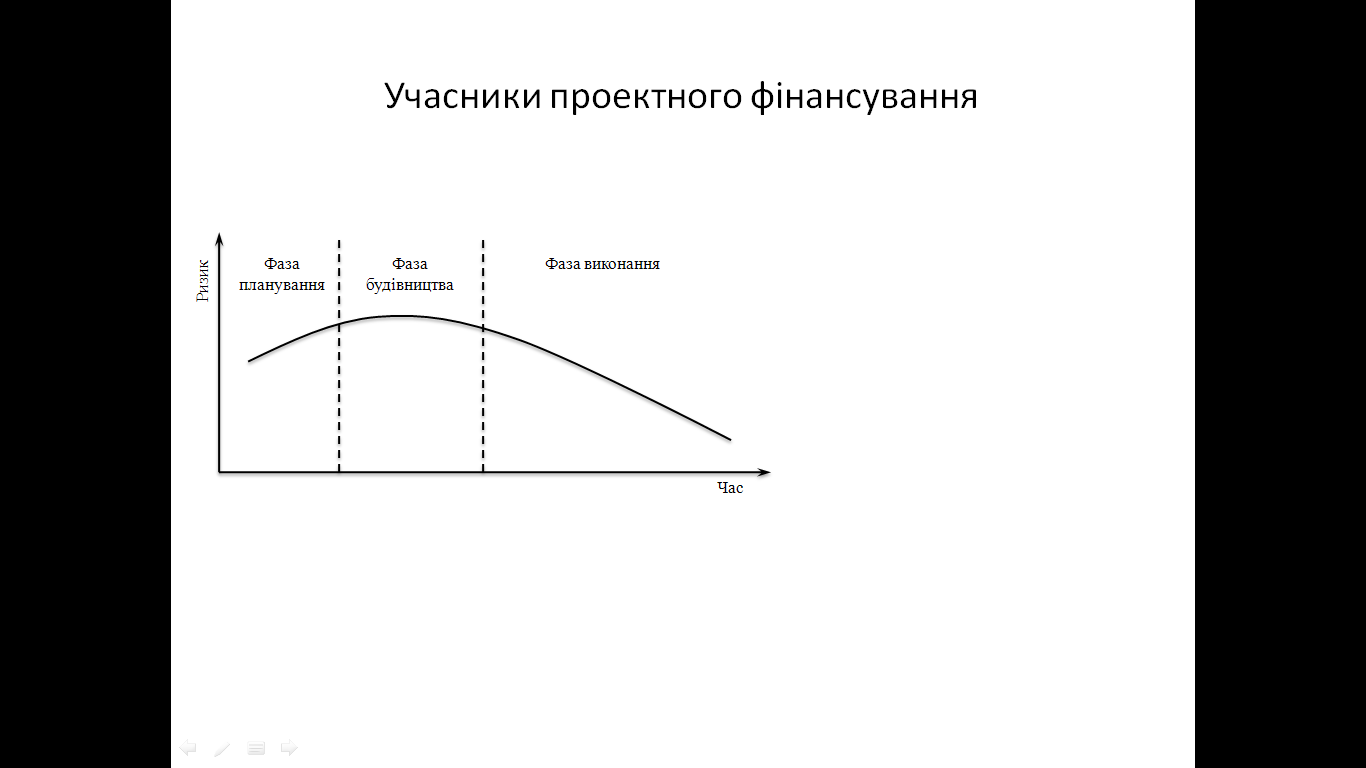 Учасники проектного фінансування
Ризик
Фаза
планування
Фаза
будівництва
Фаза виконання
Час